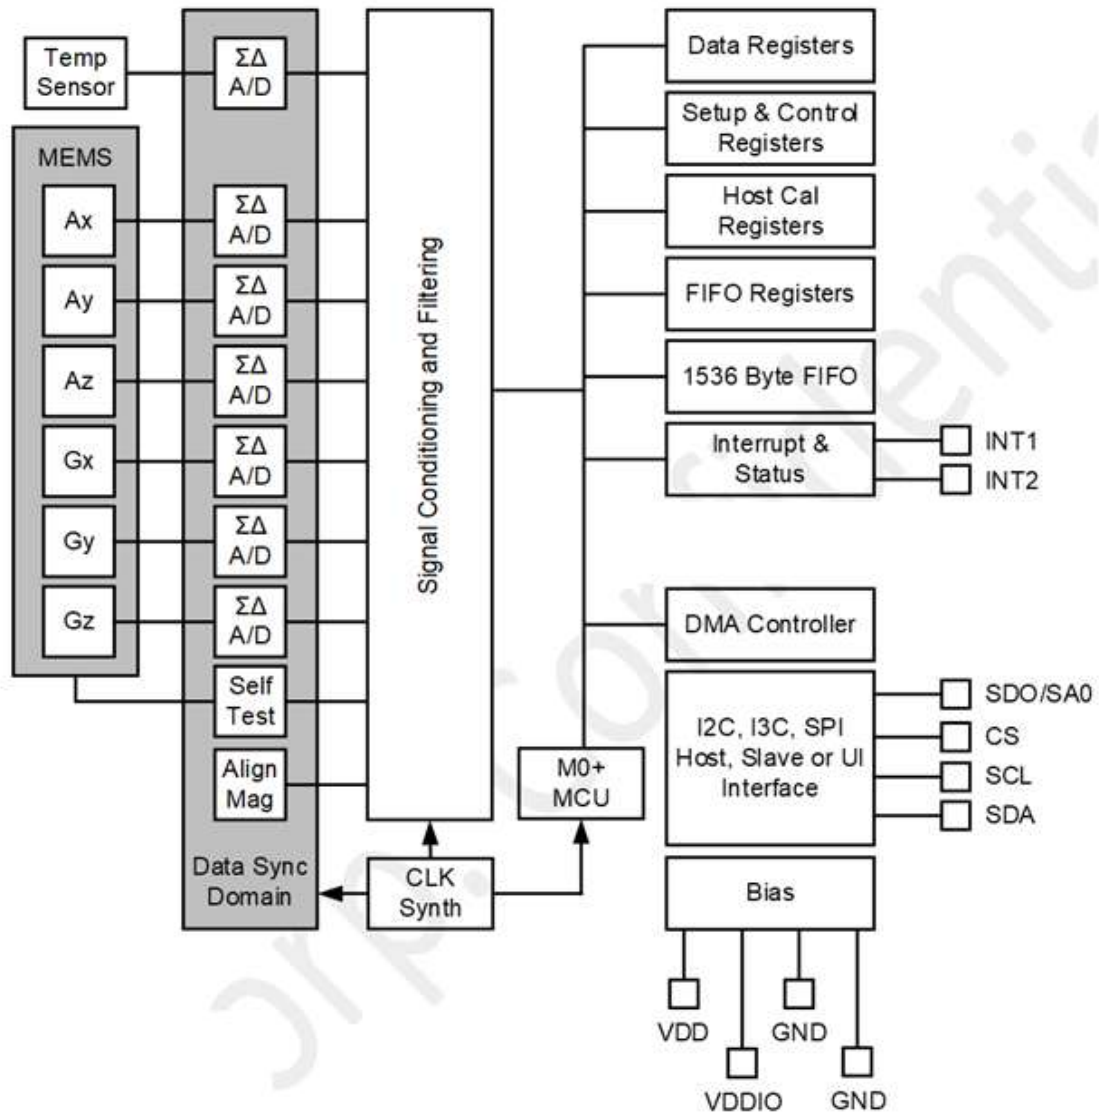 Temp
Sensor
MEMS
Ax
Ay
Az
Gx
Gy
Gz
ΣΔ
A/D
ΣΔ
A/D
ΣΔ
A/D
ΣΔ
A/D
ΣΔ
A/D
ΣΔ
A/D
ΣΔ
A/D
Self
Test
Align
Mag
Data Sync
Domain
Signal Conditioning and Filtering
CLK
Synth
M0+
MCU
Data Registers
Setup & Control
Registers
Host Cal
Registers
FIFO Registers
1536 Byte FIFO
Interrupt &
Status
INT1
INT2
DMA Controller
I2C, I3C, SPI
Host, Slave or UI
Interface
SDO/SA0
CS
SCL
SDA
Bias
VDD
GND
VDDIO
GND